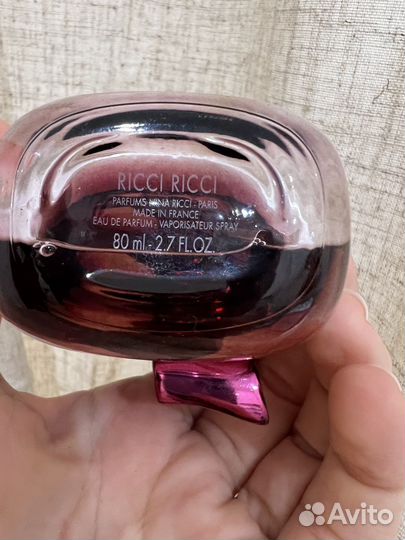 RICCI RICCI
PARFUMS NINA RICCI - PARIS
MADE IN FRANCE
EAU DE PARFUM - VAPORISATEUR SPRAY
80 ml - 2.7 FL.OZ.
Avito